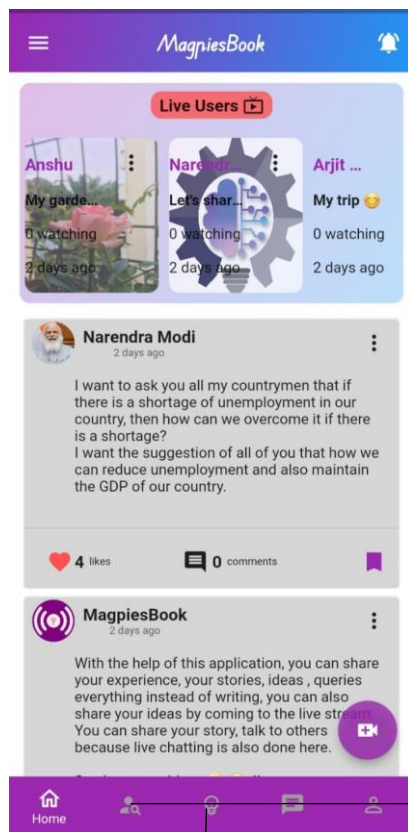 MagpiesBook
Live Users
Anshu
Narendr...
Arjit ...
My garde...
Let's shar...
My trip 😊
0 watching
0 watching
0 watching
2 days ago
2 days ago
2 days ago
Narendra Modi
2 days ago
I want to ask you all my countrymen that if
there is a shortage of unemployment in our
country, then how can we overcome it if there
is a shortage?
I want the suggestion of all of you that how we
can reduce unemployment and also maintain
the GDP of our country.
4 likes
0 comments
MagpiesBook
2 days ago
With the help of this application, you can share
your experience, your stories, ideas , queries
everything instead of writing, you can also
share your ideas by coming to the live stream.
You can share your story, talk to others
because live chatting is also done here.
Home